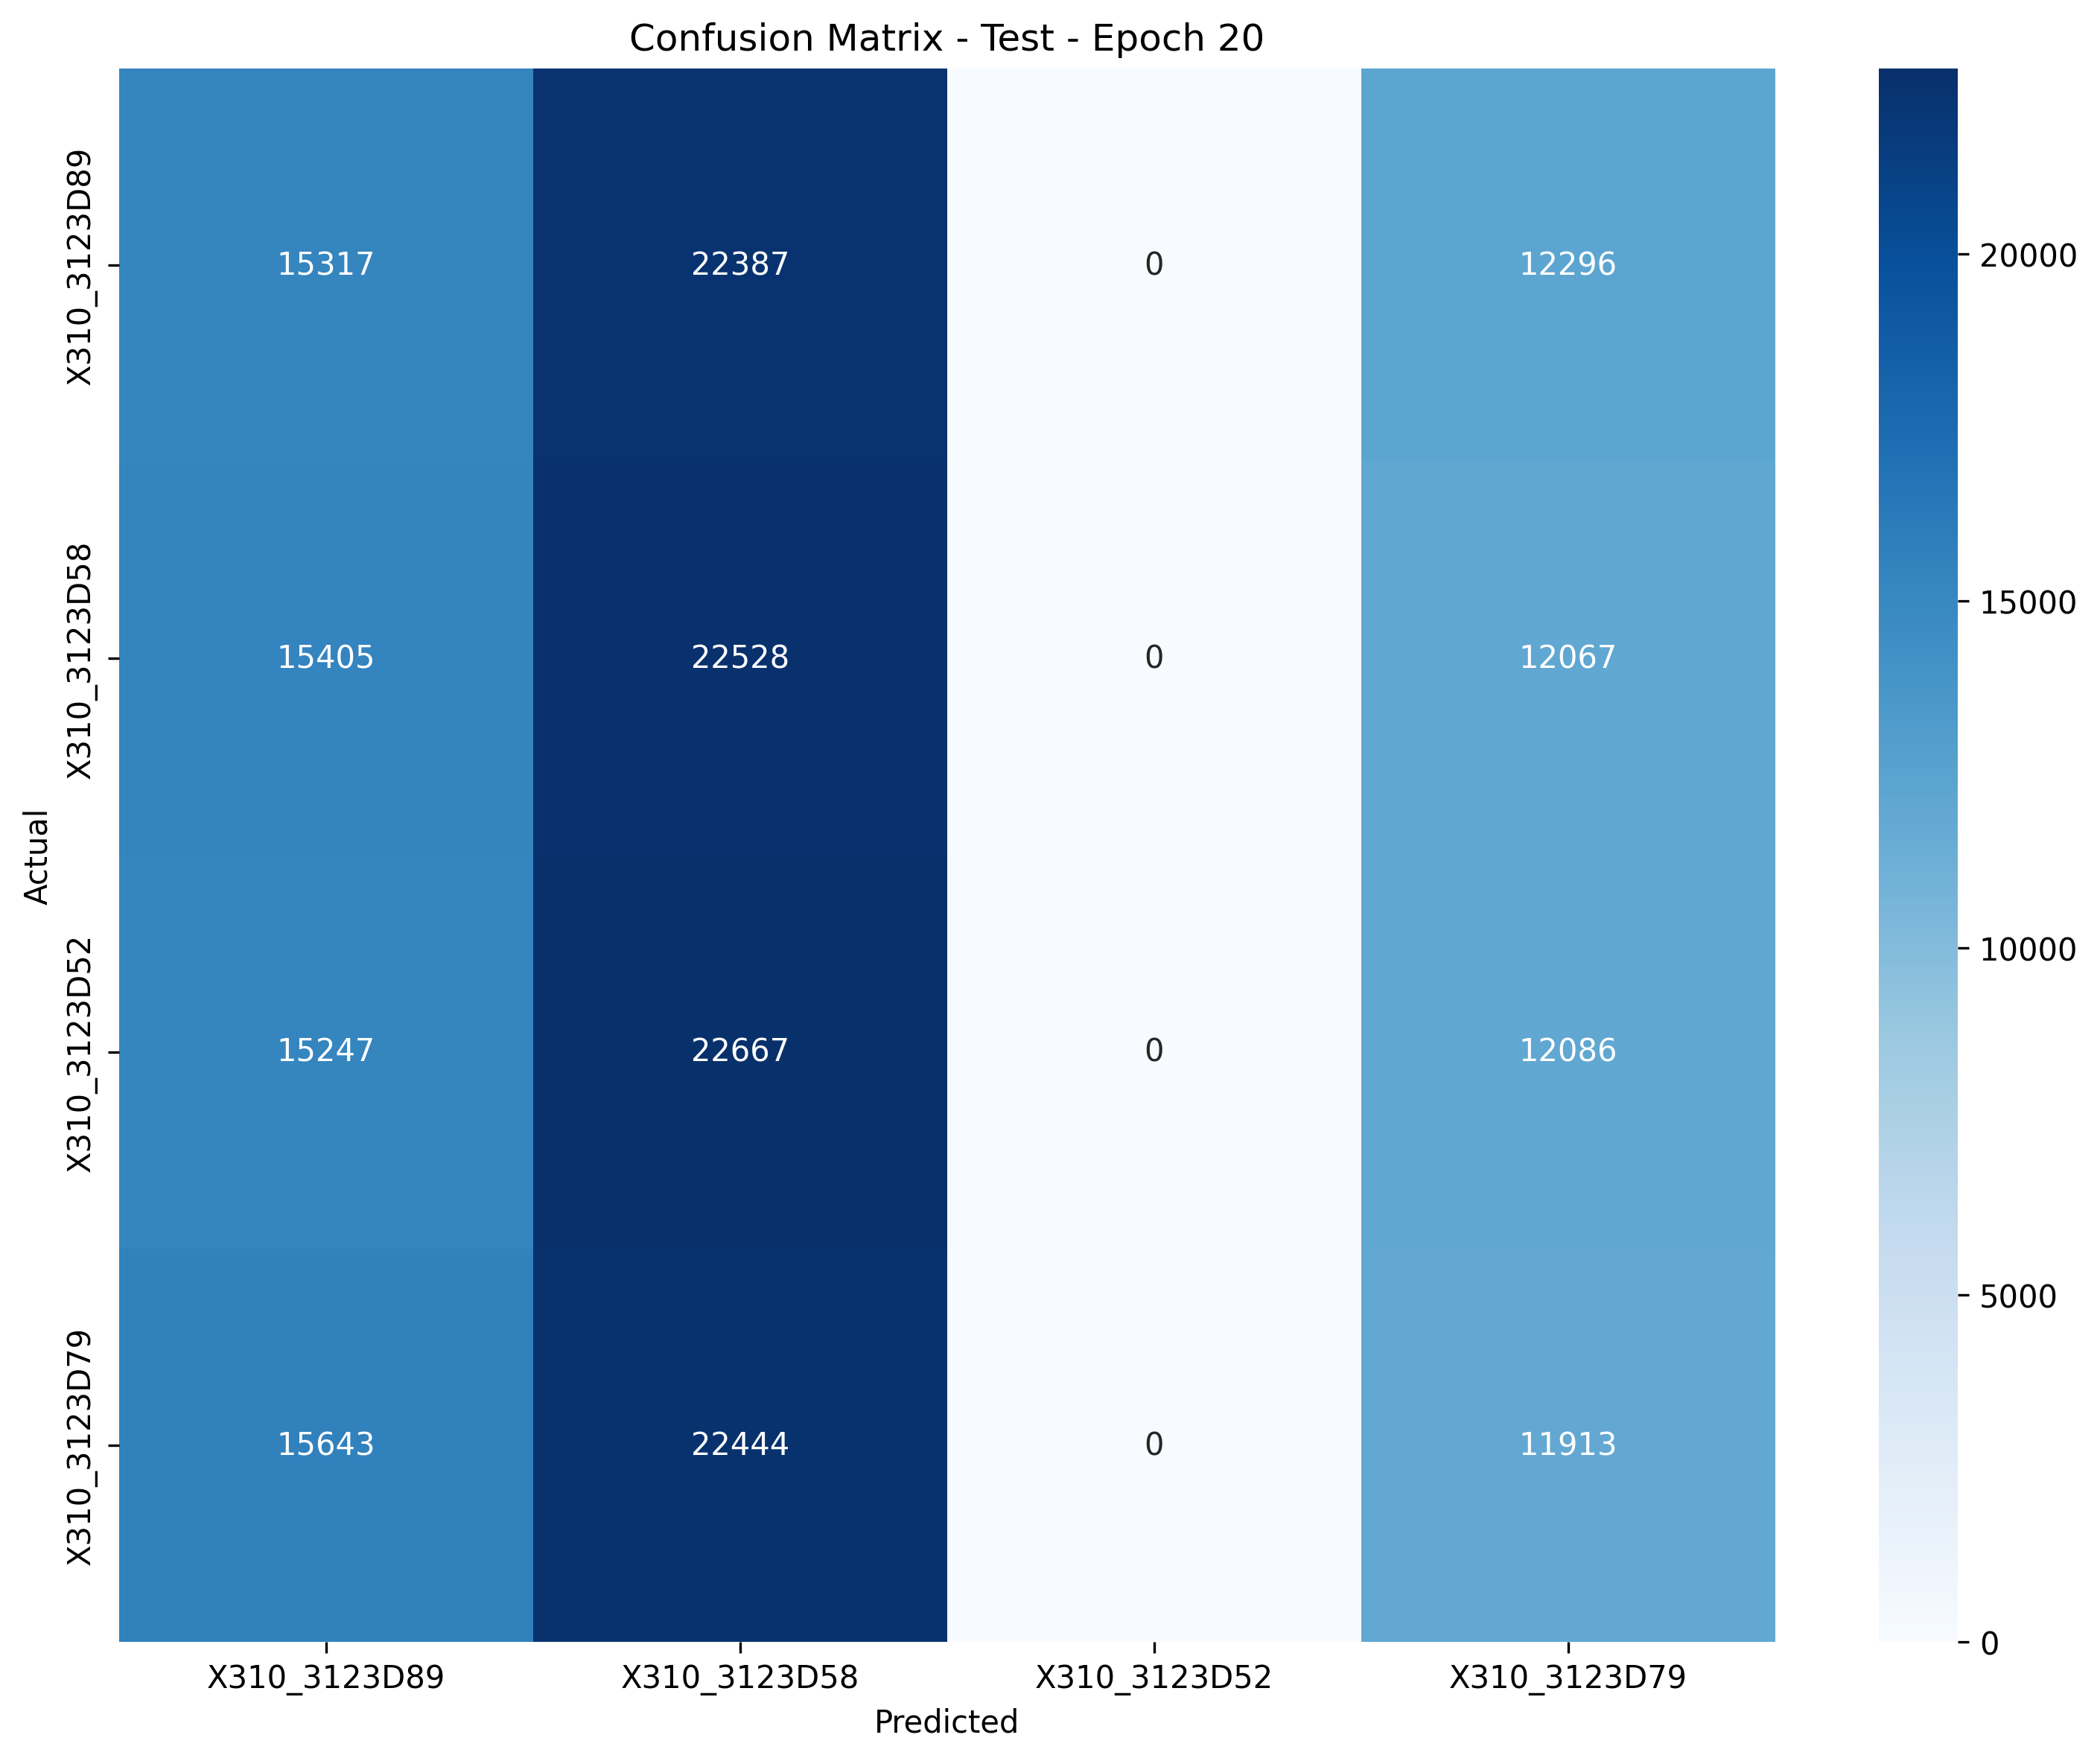 Confusion Matrix - Test - Epoch 20
Actual
X310_3123D89
15317 22387 0 12296
X310_3123D58
15405 22528 0 12067
X310_3123D52
15247 22667 0 12086
X310_3123D79
15643 22444 0 11913
X310_3123D89 X310_3123D58 X310_3123D52 X310_3123D79
Predicted
20000
15000
10000
5000
0